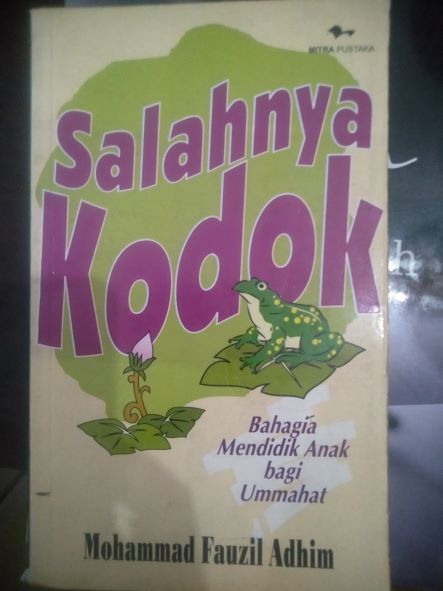 MITRA PUSTAKA
Salahnya
Kodok
Bahagia
Mendidik Anak
bagi
Ummahat
Mohammad Fauzil Adhim
h